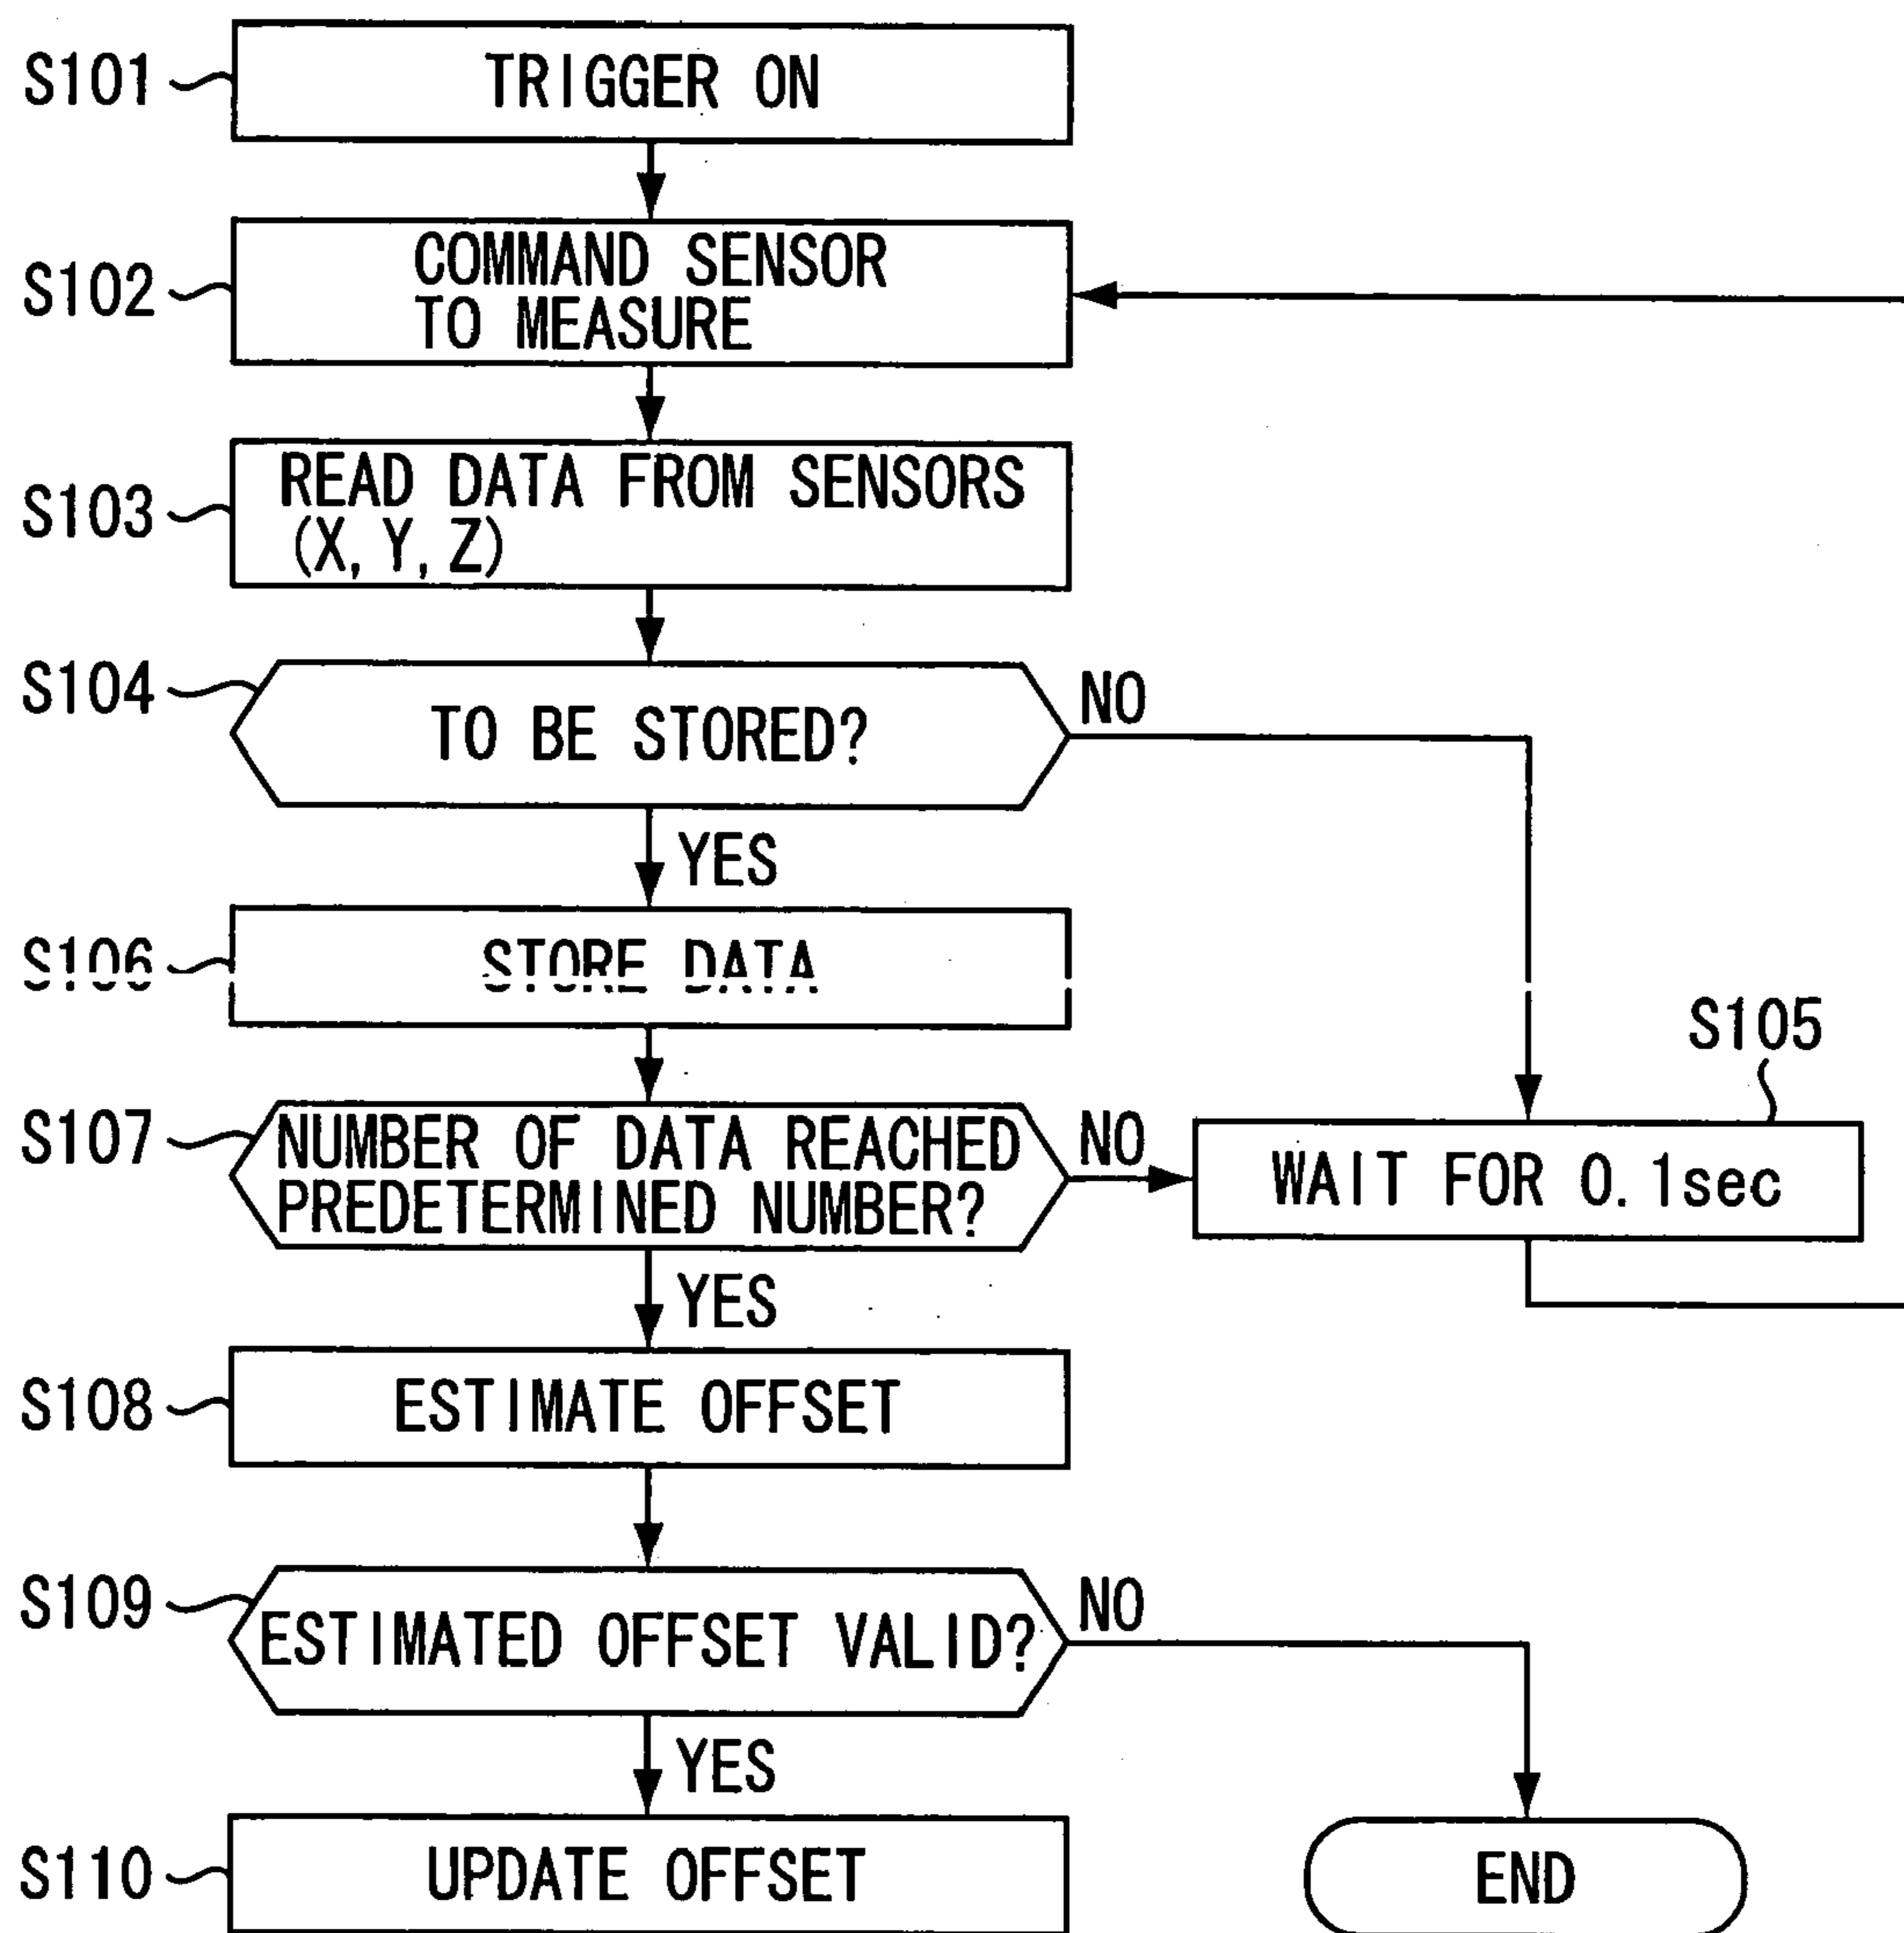 S101
TRIGGER ON
S102
COMMAND SENSOR
TO MEASURE
S103
READ DATA FROM SENSORS
(X, Y, Z)
S104
TO BE STORED?
NO
YES
S106
STORE DATA
S105
WAIT FOR 0.1sec
S107
NUMBER OF DATA REACHED
PREDETERMINED NUMBER?
NO
YES
S108
ESTIMATE OFFSET
S109
ESTIMATED OFFSET VALID?
NO
YES
S110
UPDATE OFFSET
END